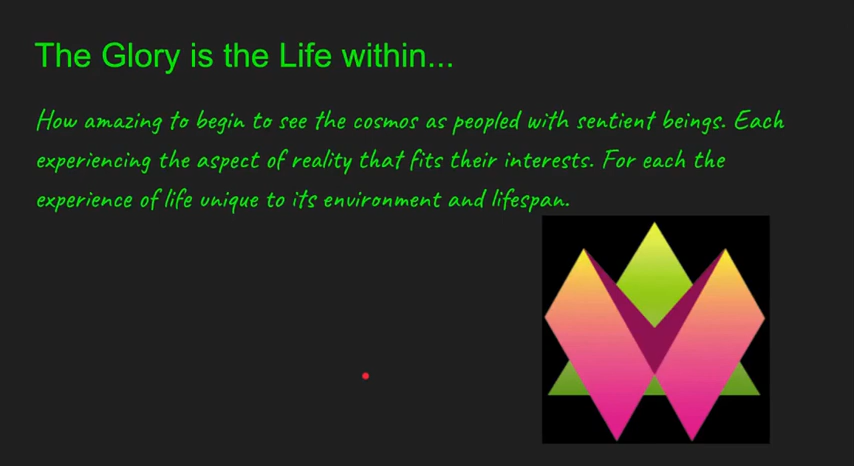 The Glory is the Life within...
How amazing to begin to see the cosmos as peopled with sentient beings. Each
experiencing the aspect of reality that fits their interests. For each the
experience of life unique to its environment and lifespan.